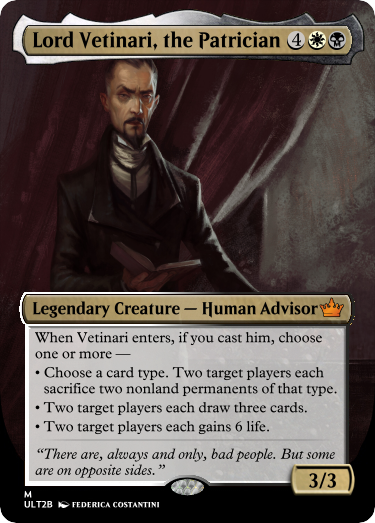 Lord Vetinari, the Patrician 4
Legendary Creature — Human Advisor
When Vetinari enters, if you cast him, choose
one or more —
• Choose a card type. Two target players each
sacrifice two nonland permanents of that type.
• Two target players each draw three cards.
• Two target players each gains 6 life.
“There are, always and only, bad people. But some
are on opposite sides.”
3/3
M
ULT2B FEDERICA COSTANTINI